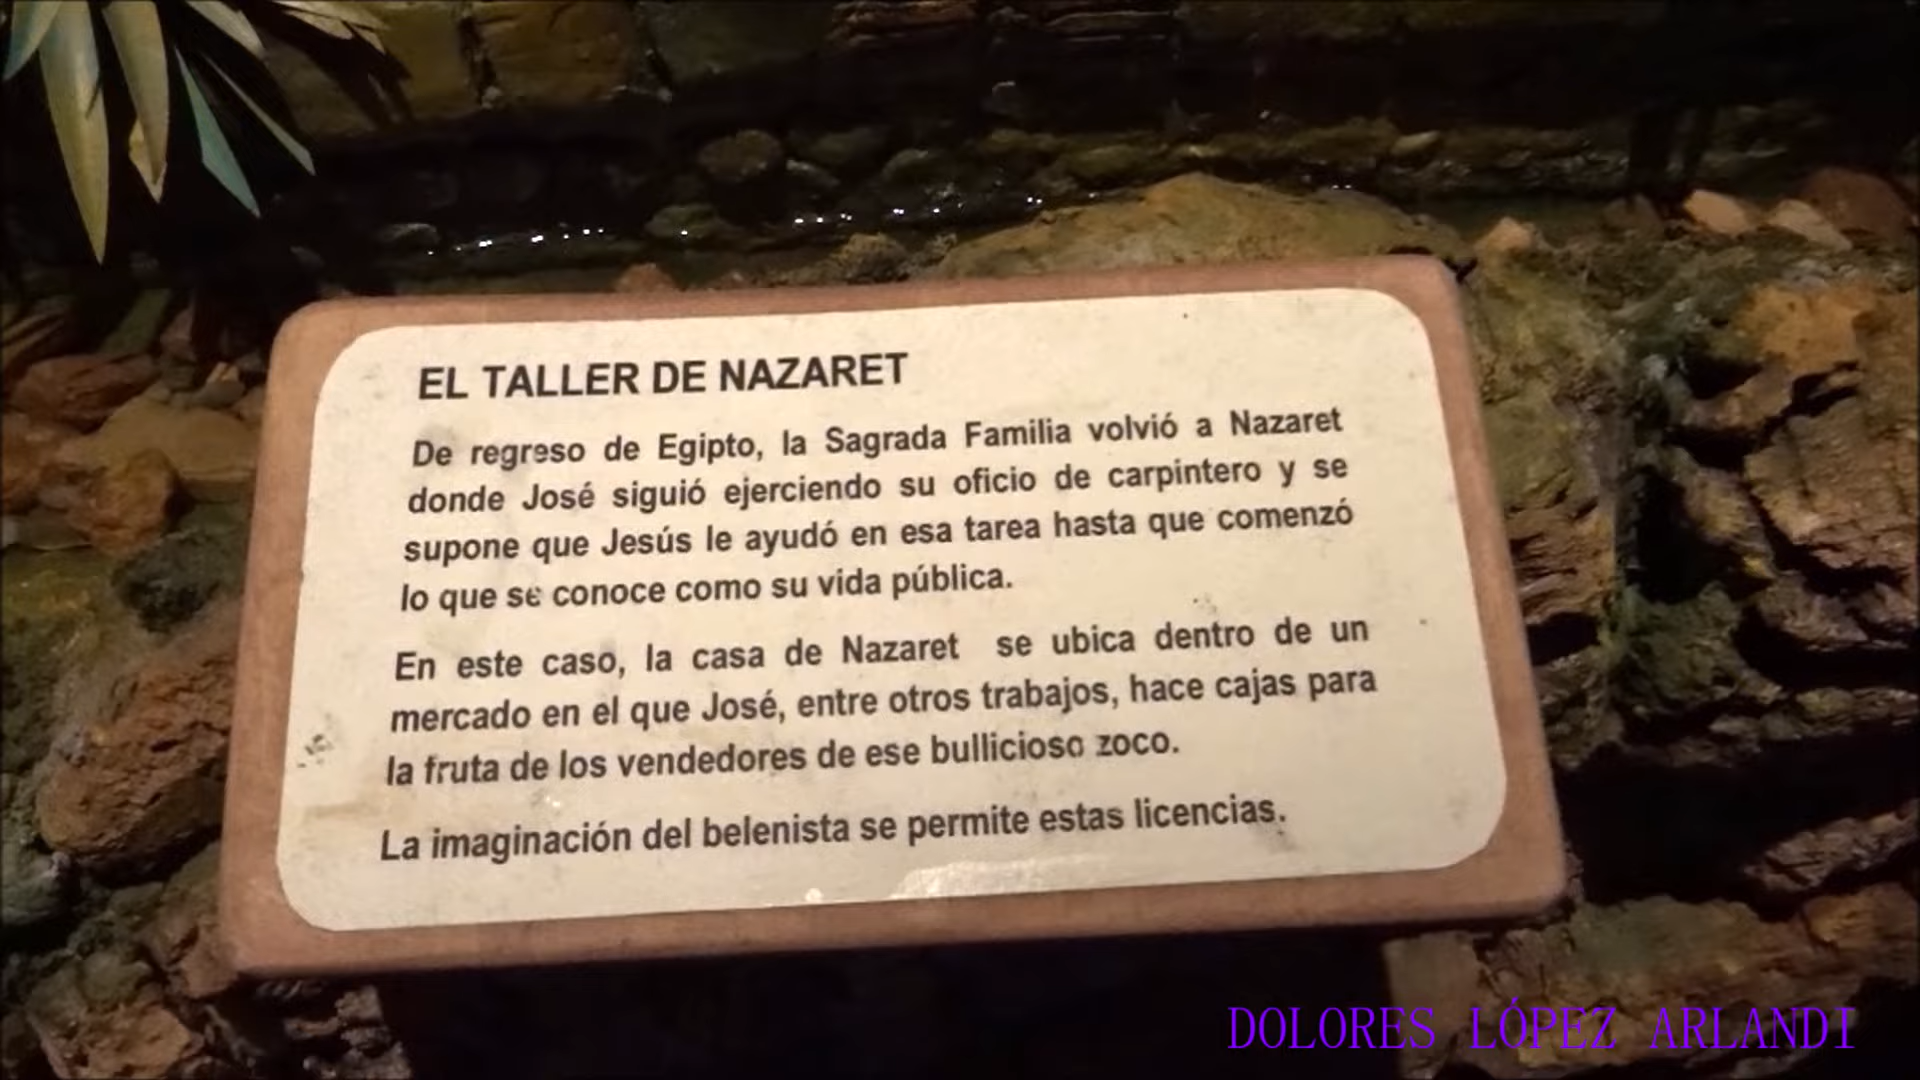 EL TALLER DE NAZARET
De regreso de Egipto, la Sagrada Familia volvió a Nazaret
donde José siguió ejerciendo su oficio de carpintero y se
supone que Jesús le ayudó en esa tarea hasta que comenzó
lo que se conoce como su vida pública.
En este caso, la casa de Nazaret se ubica dentro de un
mercado en el que José, entre otros trabajos, hace cajas para
la fruta de los vendedores de ese bullicioso zoco.
La imaginación del belenista se permite estas licencias.
DOLORES LÓPEZ ARLANDI